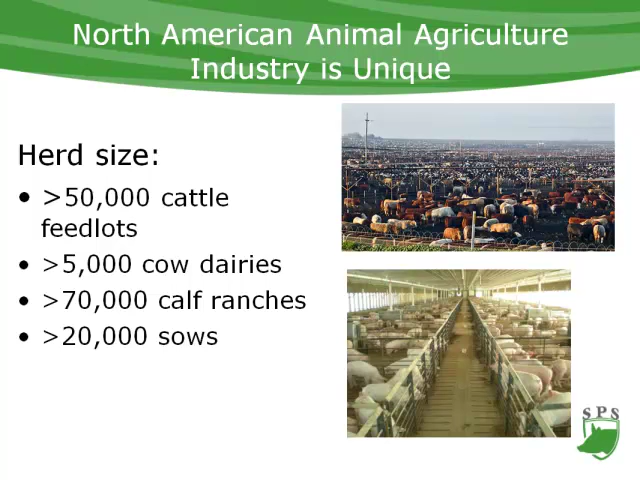 North American Animal Agriculture
Industry is Unique
Herd size:
• >50,000 cattle
feedlots
• >5,000 cow dairies
• >70,000 calf ranches
• >20,000 sows
SPS